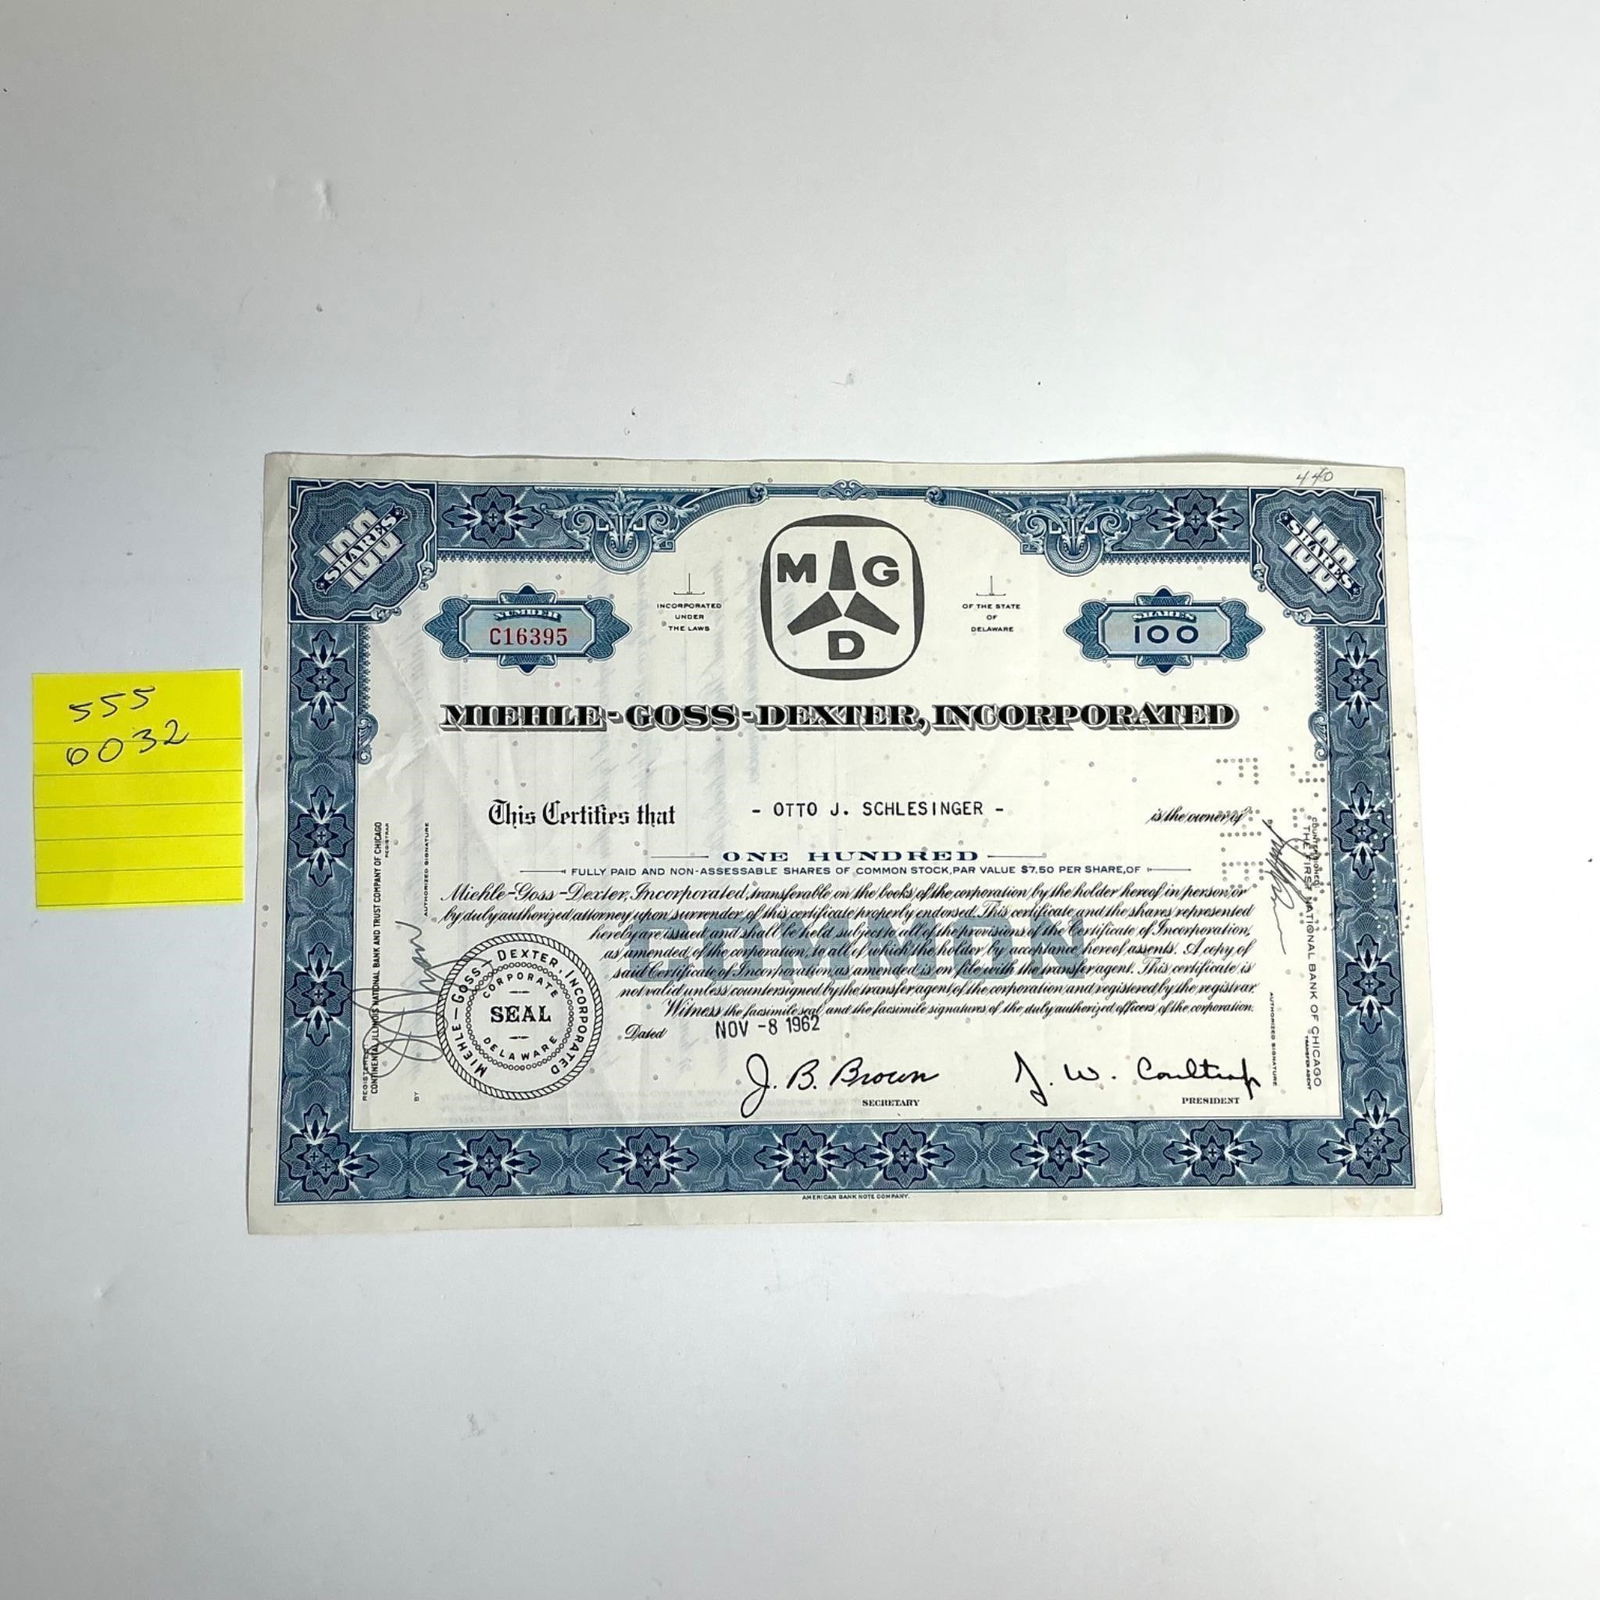 440
100
SHARES
100
SHARES
M G
D
NUMBER
C16395
INCORPORATED
UNDER
THE LAWS
OF THE STATE
OF
DELAWARE
SHARES
100
MIEHLE-GOSS-DEXTER, INCORPORATED
555
0032
This Certifies that - OTTO J. SCHLESINGER - is the owner of
ONE HUNDRED
FULLY PAID AND NON-ASSESSABLE SHARES OF COMMON STOCK, PAR VALUE $7.50 PER SHARE, OF
Miehle-Goss-Dexter, Incorporated, transferable on the books of the corporation by the holder hereof in person or
by duly authorized attorney upon surrender of this certificate properly endorsed. This certificate and the shares represented
hereby are issued and shall be held subject to all of the provisions of the Certificate of Incorporation,
as amended, of the corporation, to all of which the holder by acceptance hereof assents. A copy of
said Certificate of Incorporation, as amended is on file with the transfer agent. This certificate is
not valid unless countersigned by the transfer agent of the corporation and registered by the registrar.
Witness the facsimile seal and the facsimile signatures of the duly authorized officers of the corporation.
Dated NOV -8 1962
MIEHLE-GOSS-DEXTER, INCORPORATED
CORPORATE
SEAL
DELAWARE
J. B. Brown
SECRETARY
J. W. Coultrap
PRESIDENT
REGISTERED
CONTINENTAL ILLINOIS NATIONAL BANK AND TRUST COMPANY OF CHICAGO
REGISTRAR
BY
AUTHORIZED SIGNATURE
COUNTERSIGNED
THE FIRST NATIONAL BANK OF CHICAGO
TRANSFER AGENT
BY
AUTHORIZED SIGNATURE
AMERICAN BANK NOTE COMPANY.